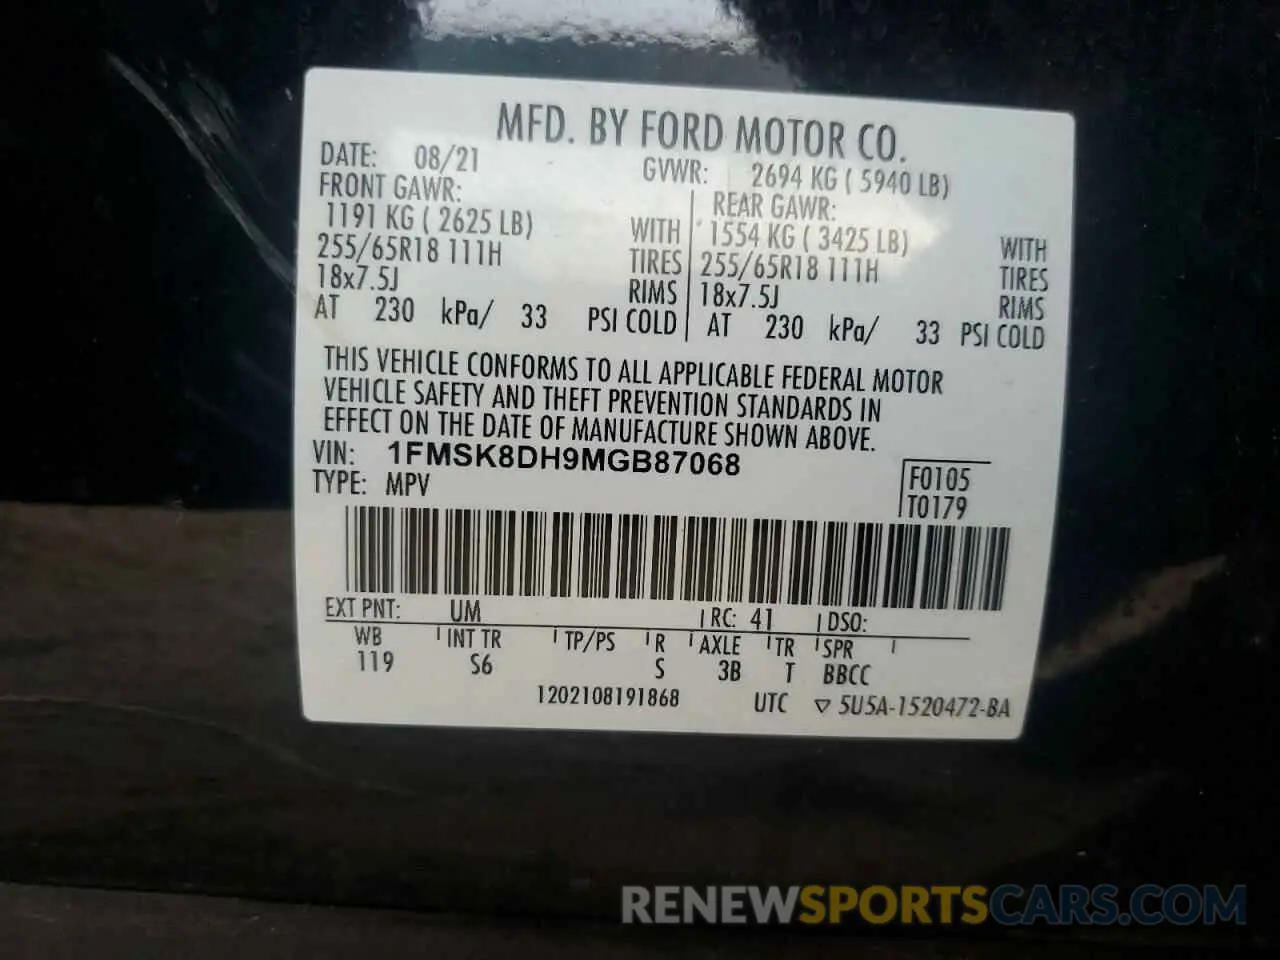 MFD. BY FORD MOTOR CO.
DATE: 08/21 GVWR: 2694 KG ( 5940 LB)
FRONT GAWR: REAR GAWR:
1191 KG ( 2625 LB) WITH 1554 KG ( 3425 LB) WITH
255/65R18 111H TIRES 255/65R18 111H TIRES
18x7.5J RIMS 18x7.5J RIMS
AT 230 kPa/ 33 PSI COLD AT 230 kPa/ 33 PSI COLD
THIS VEHICLE CONFORMS TO ALL APPLICABLE FEDERAL MOTOR
VEHICLE SAFETY AND THEFT PREVENTION STANDARDS IN
EFFECT ON THE DATE OF MANUFACTURE SHOWN ABOVE.
VIN: 1FMSK8DH9MGB87068
TYPE: MPV
F0105
T0179
EXT PNT: UM RC: 41 DSO:
WB INT TR TP/PS R AXLE TR SPR
119 S6 S 3B T BBCC
1202108191868 UTC ▽ 5U5A-1520472-BA
RENEWSPORTSCARS.COM